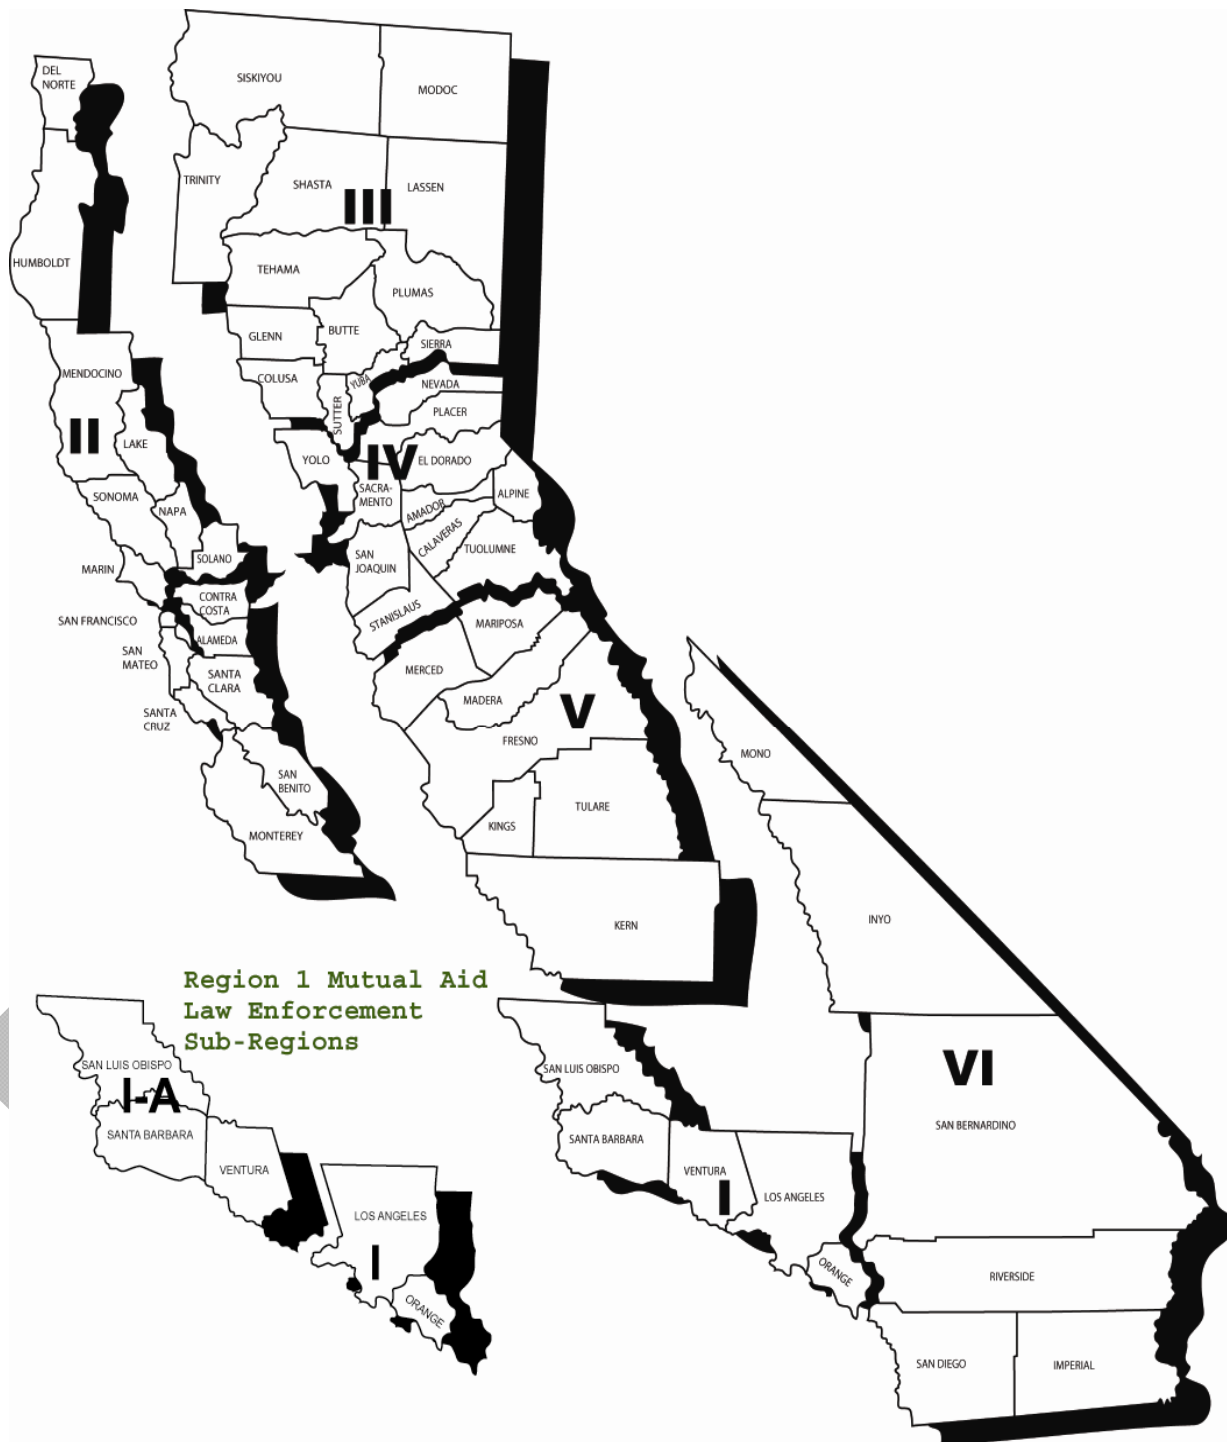 DEL
NORTE
SISKIYOU
MODOC
TRINITY
SHASTA
LASSEN
III
HUMBOLDT
TEHAMA
PLUMAS
GLENN
BUTTE
SIERRA
MENDOCINO
COLUSA
YUBA
NEVADA
SUTTER
PLACER
II
LAKE
YOLO
IV
EL DORADO
SONOMA
NAPA
SACRA-
MENTO
AMADOR
ALPINE
CALAVERAS
TUOLUMNE
SOLANO
SAN
JOAQUIN
MARIN
CONTRA
COSTA
STANISLAUS
SAN FRANCISCO
ALAMEDA
MARIPOSA
SAN
MATEO
SANTA
CLARA
MERCED
MADERA
SANTA
CRUZ
V
FRESNO
MONO
SAN
BENITO
TULARE
MONTEREY
KINGS
KERN
INYO
Region 1 Mutual Aid
Law Enforcement
Sub-Regions
SAN LUIS OBISPO
I-A
SANTA BARBARA
VENTURA
LOS ANGELES
I
ORANGE
SAN LUIS OBISPO
SANTA BARBARA
VENTURA
I
LOS ANGELES
ORANGE
VI
SAN BERNARDINO
RIVERSIDE
SAN DIEGO
IMPERIAL